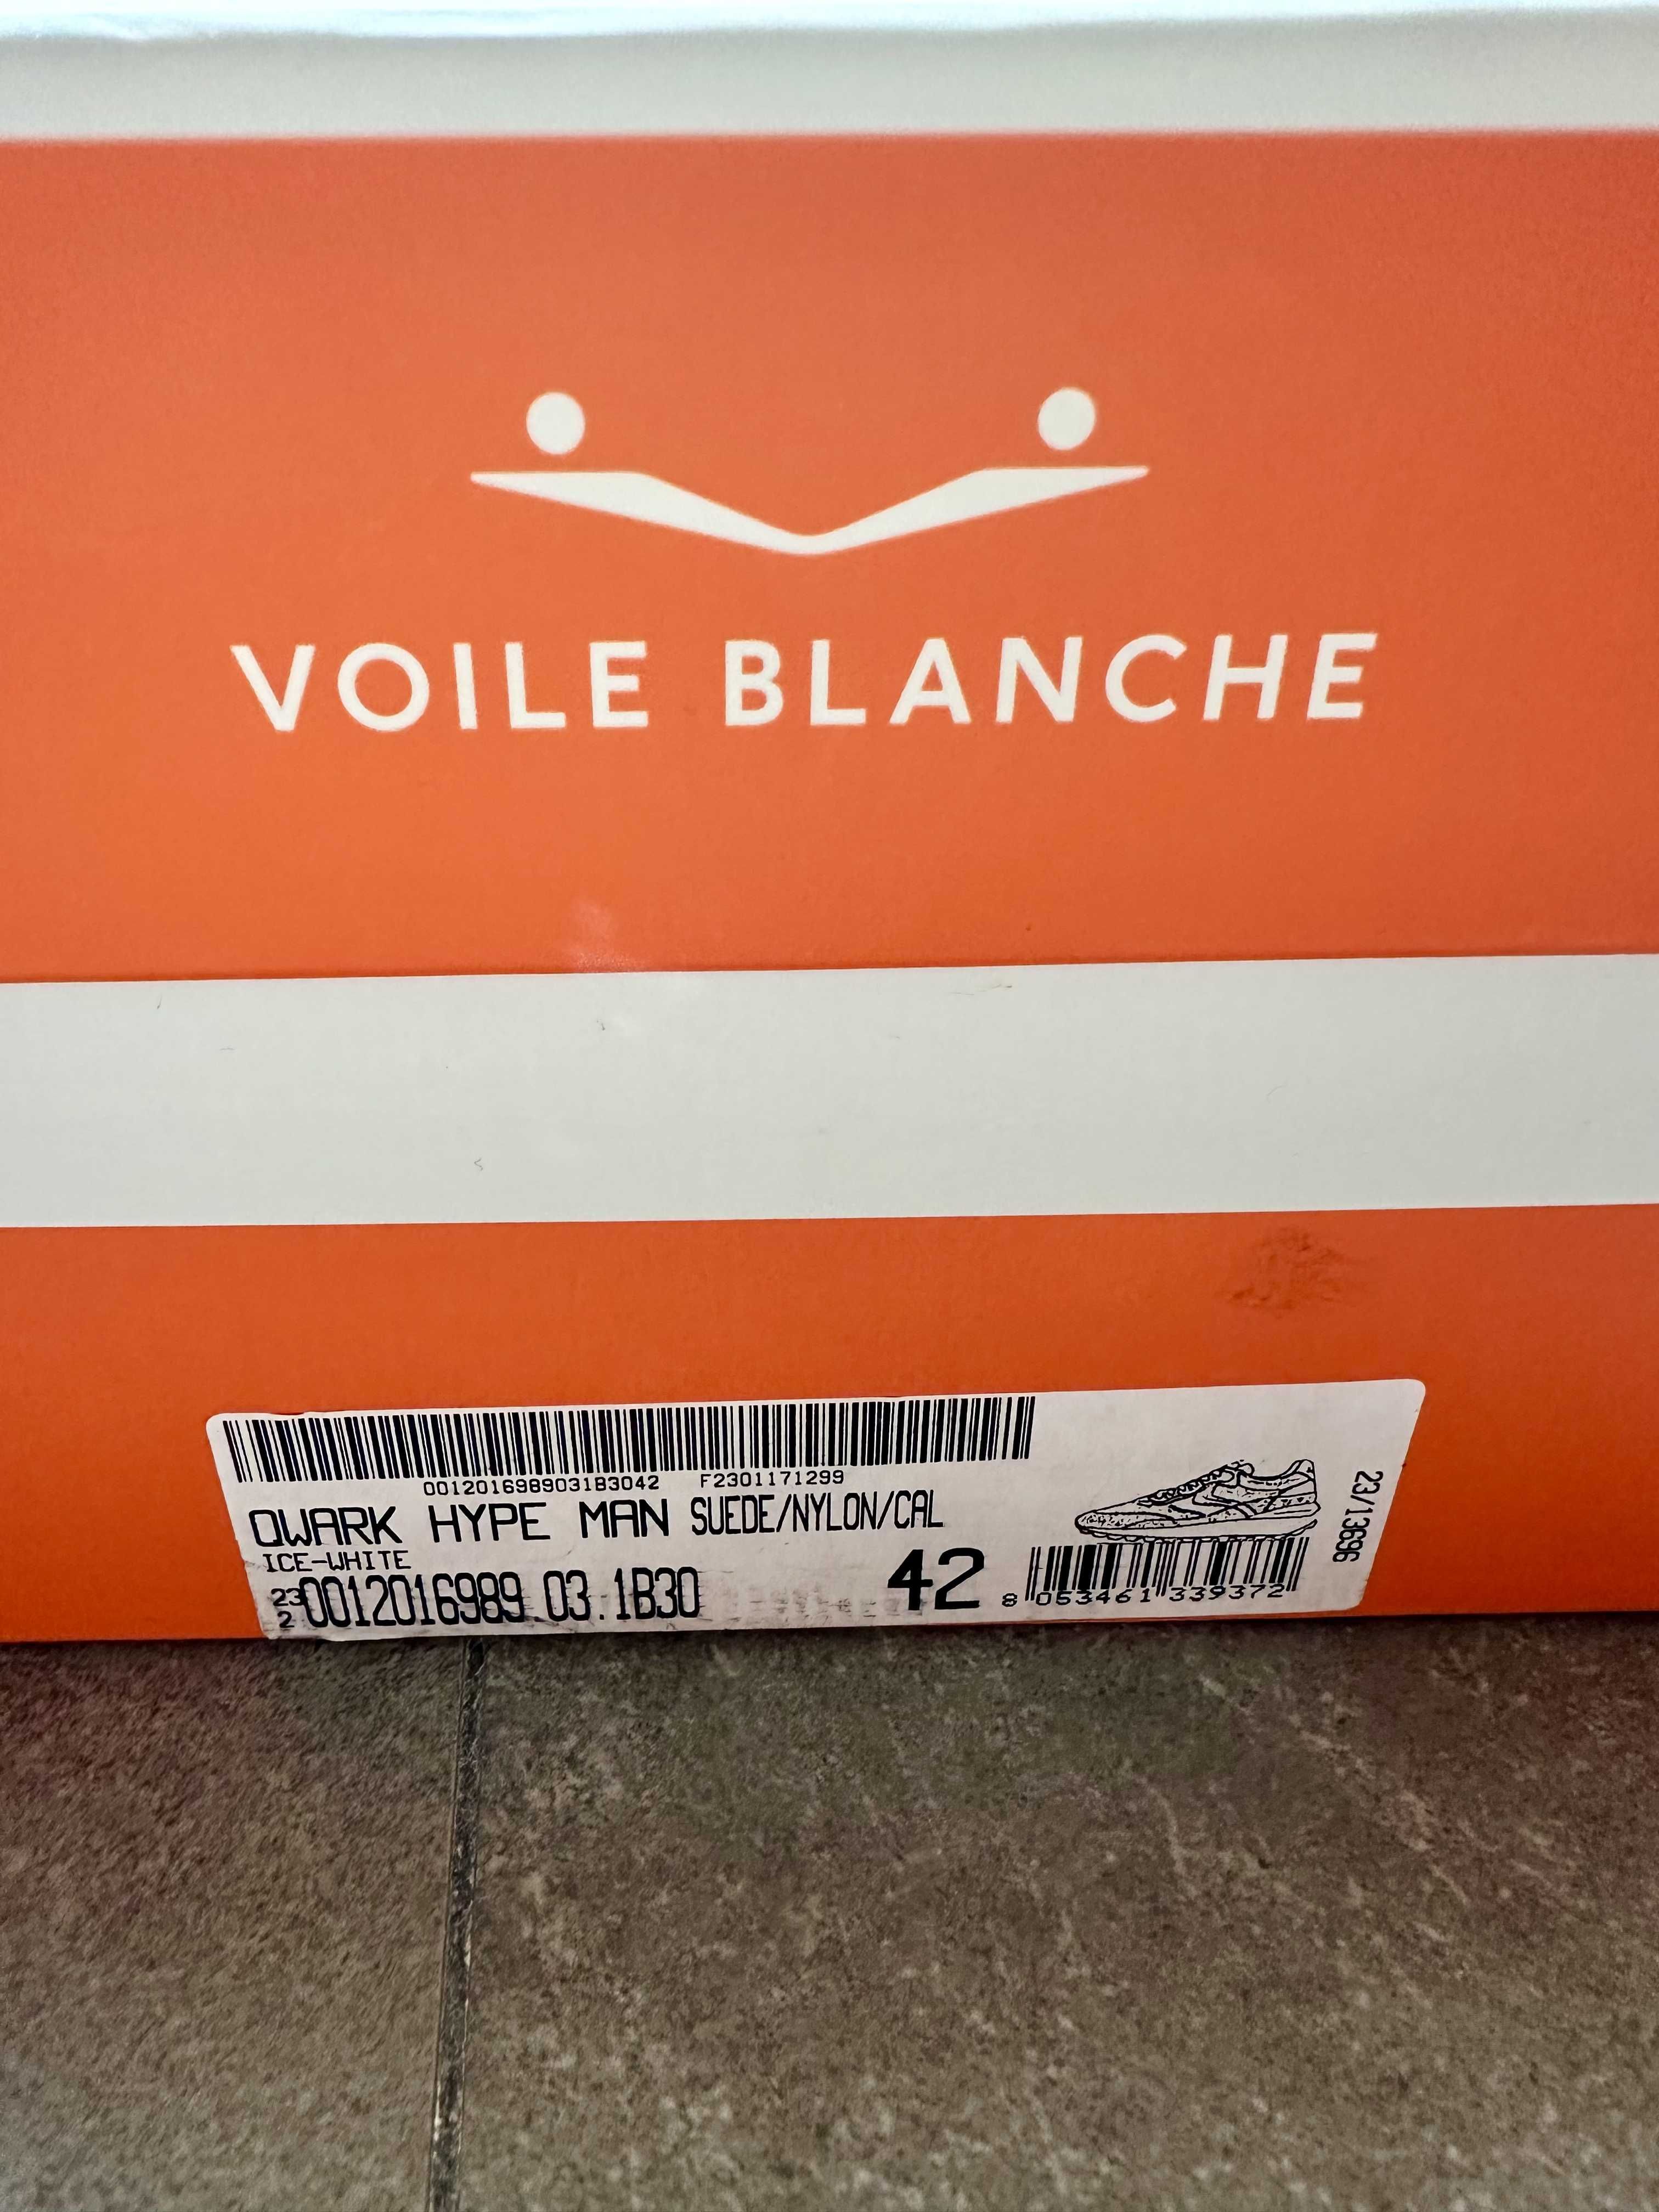 VOILE BLANCHE
0012016989031B3042 F2301171299
QWARK HYPE MAN SUEDE/NYLON/CAL
ICE-WHITE
23
2
0012016989.03.1B30
42
8 053461 339372
23/13696